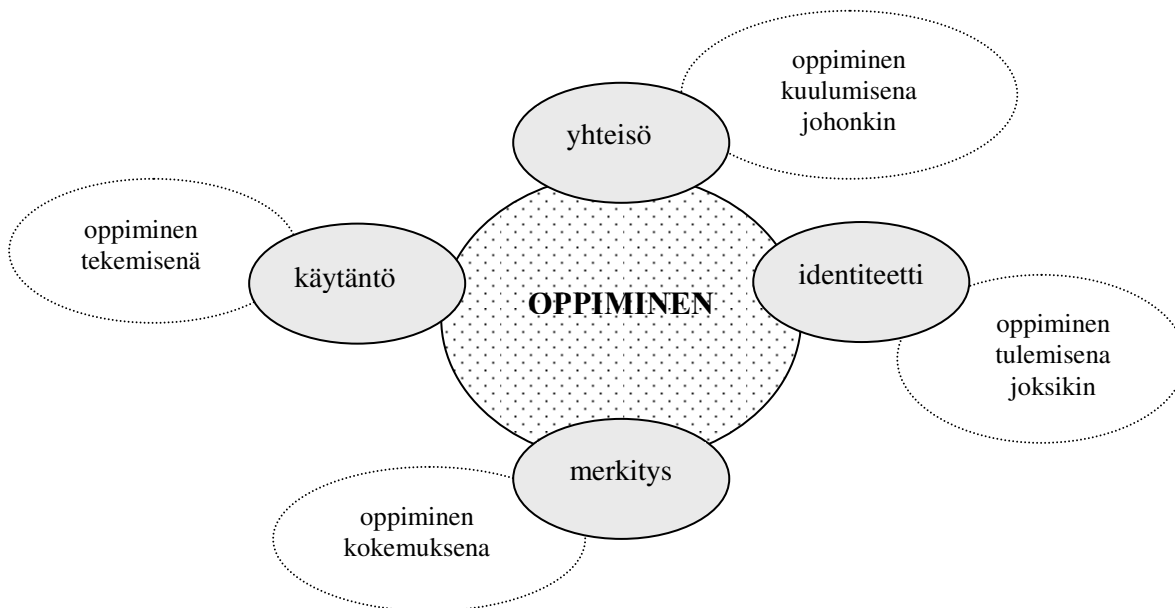 oppiminen
kuulumisena
johonkin
yhteisö
oppiminen
tekemisenä
käytäntö
identiteetti
OPPIMINEN
oppiminen
tulemisena
joksikin
merkitys
oppiminen
kokemuksena